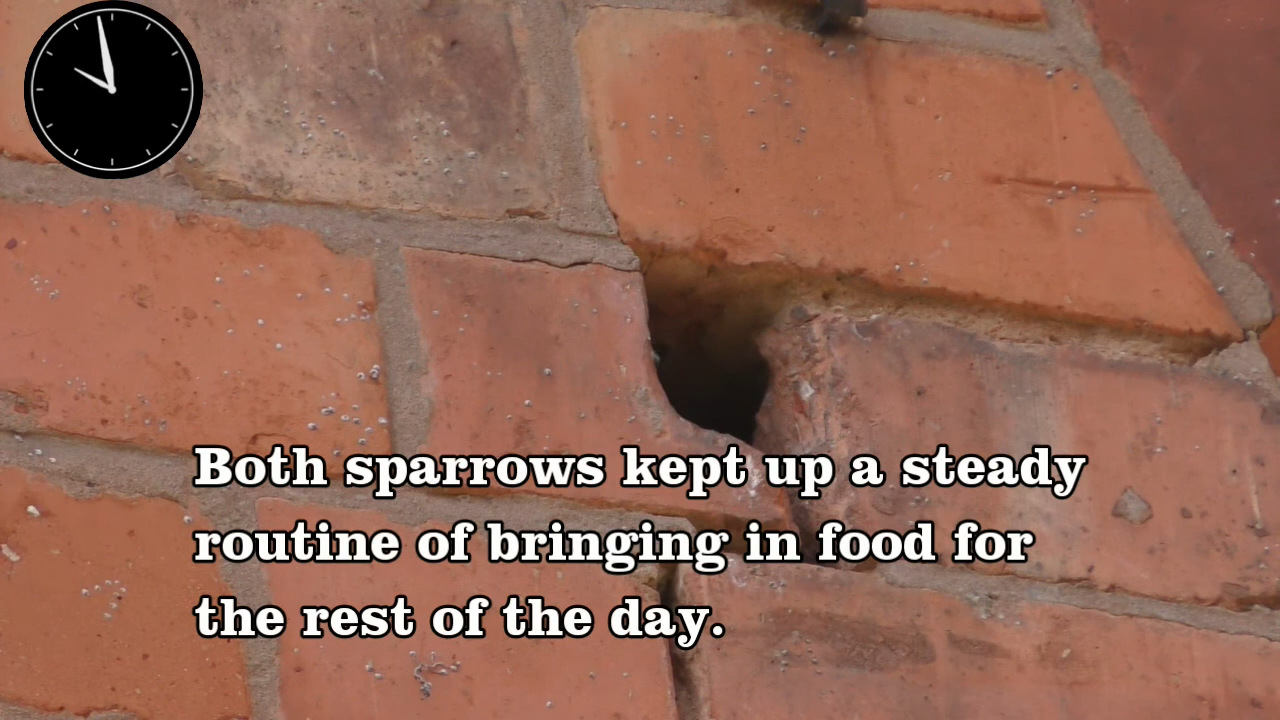 Both sparrows kept up a steady
routine of bringing in food for
the rest of the day.